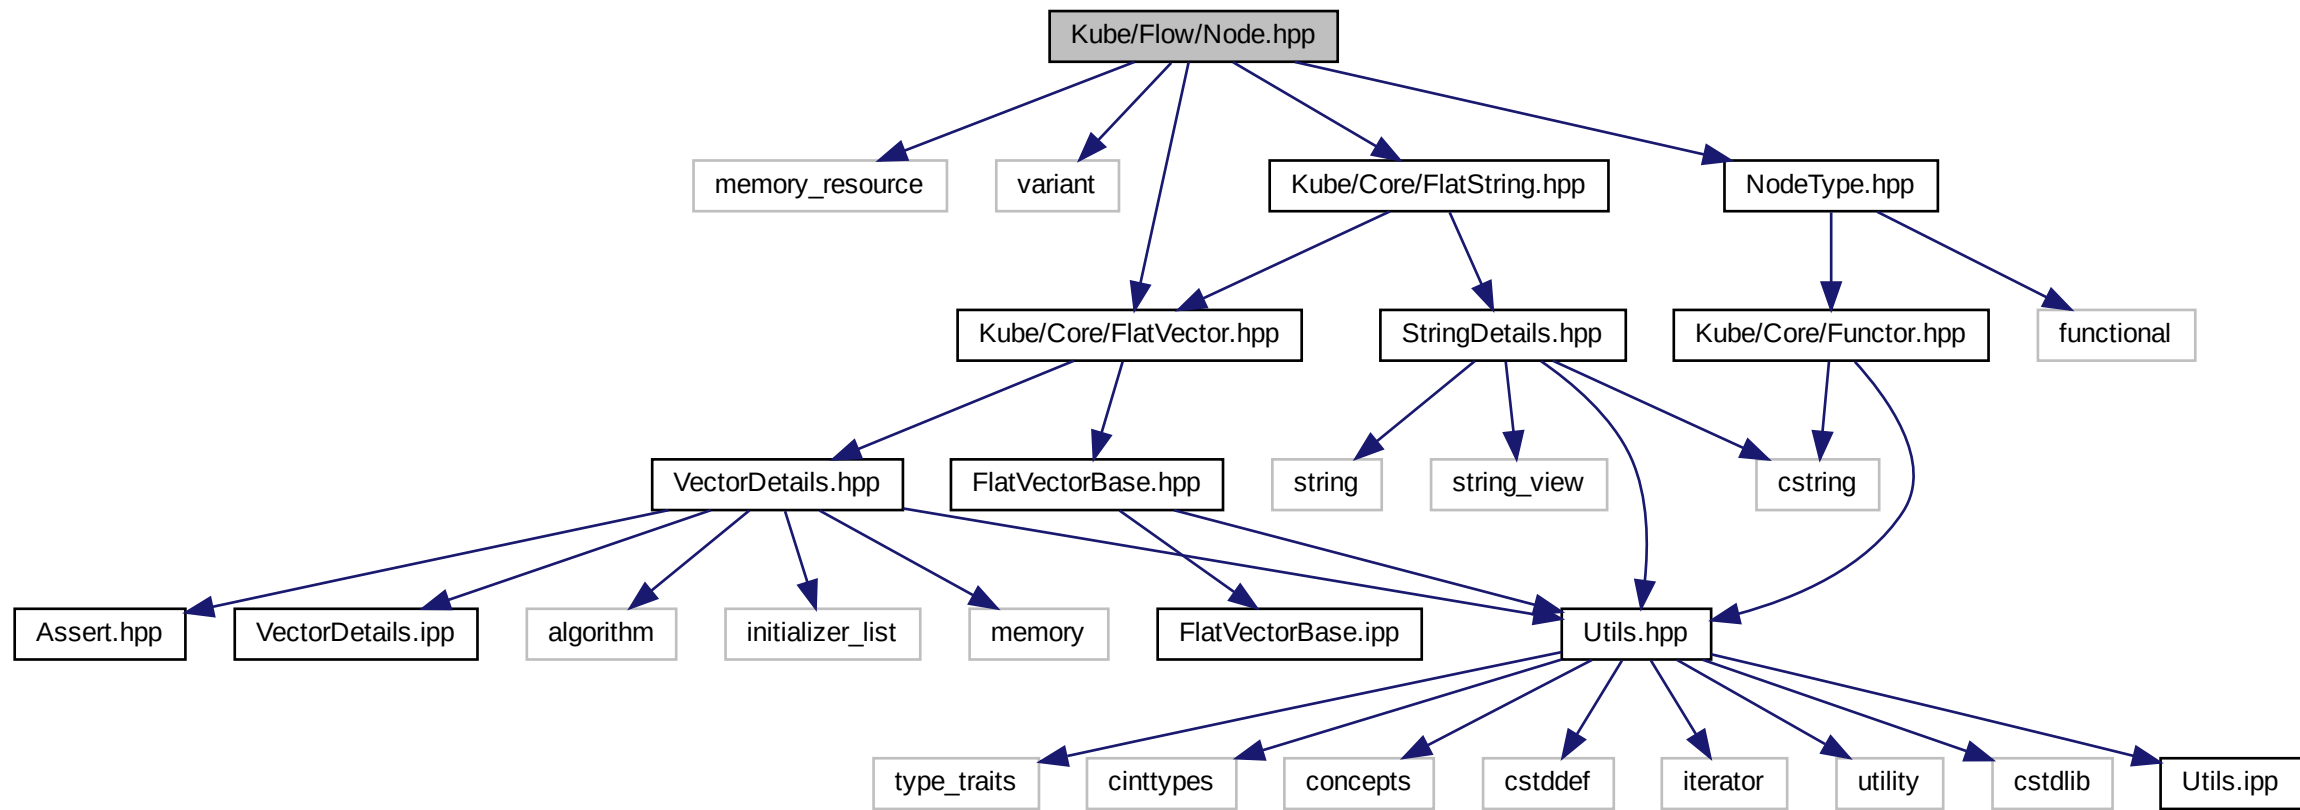 Kube/Flow/Node.hpp
memory_resource
variant
Kube/Core/FlatString.hpp
NodeType.hpp
Kube/Core/FlatVector.hpp
StringDetails.hpp
Kube/Core/Functor.hpp
functional
VectorDetails.hpp
FlatVectorBase.hpp
string
string_view
cstring
Assert.hpp
VectorDetails.ipp
algorithm
initializer_list
memory
FlatVectorBase.ipp
Utils.hpp
type_traits
cinttypes
concepts
cstddef
iterator
utility
cstdlib
Utils.ipp